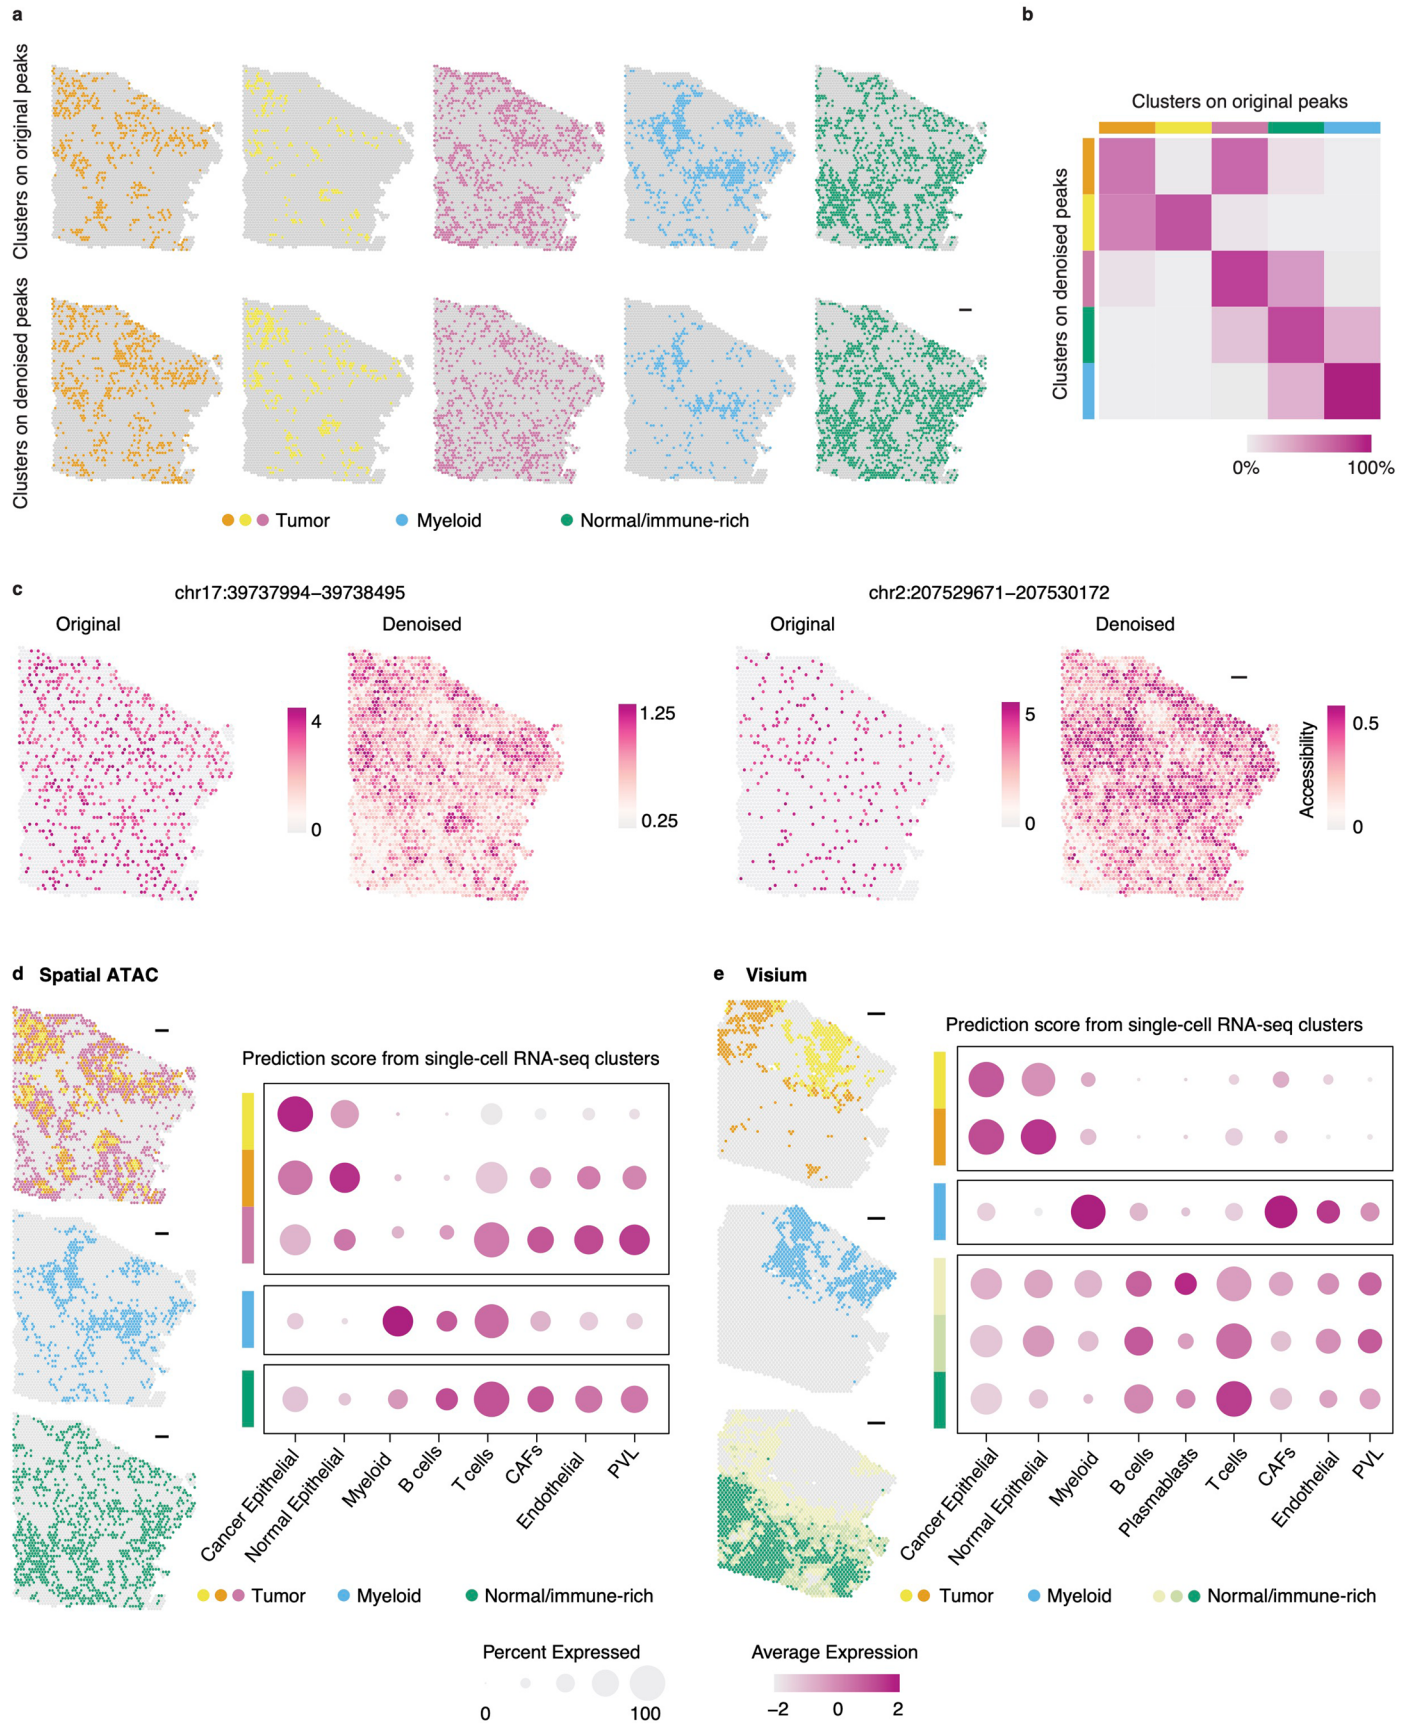 a
Clusters on original peaks
Clusters on denoised peaks
Tumor
Myeloid
Normal/immune-rich
b
Clusters on original peaks
Clusters on denoised peaks
0%
100%
c
chr17:39737994–39738495
Original
Denoised
4
0
1.25
0.25
chr2:207529671–207530172
Original
Denoised
5
0
Accessibility
0.5
0
d Spatial ATAC
Prediction score from single-cell RNA-seq clusters
Cancer Epithelial
Normal Epithelial
Myeloid
B cells
T cells
CAFs
Endothelial
PVL
Tumor
Myeloid
Normal/immune-rich
e Visium
Prediction score from single-cell RNA-seq clusters
Cancer Epithelial
Normal Epithelial
Myeloid
B cells
Plasmablasts
T cells
CAFs
Endothelial
PVL
Tumor
Myeloid
Normal/immune-rich
Percent Expressed
0
100
Average Expression
−2
0
2